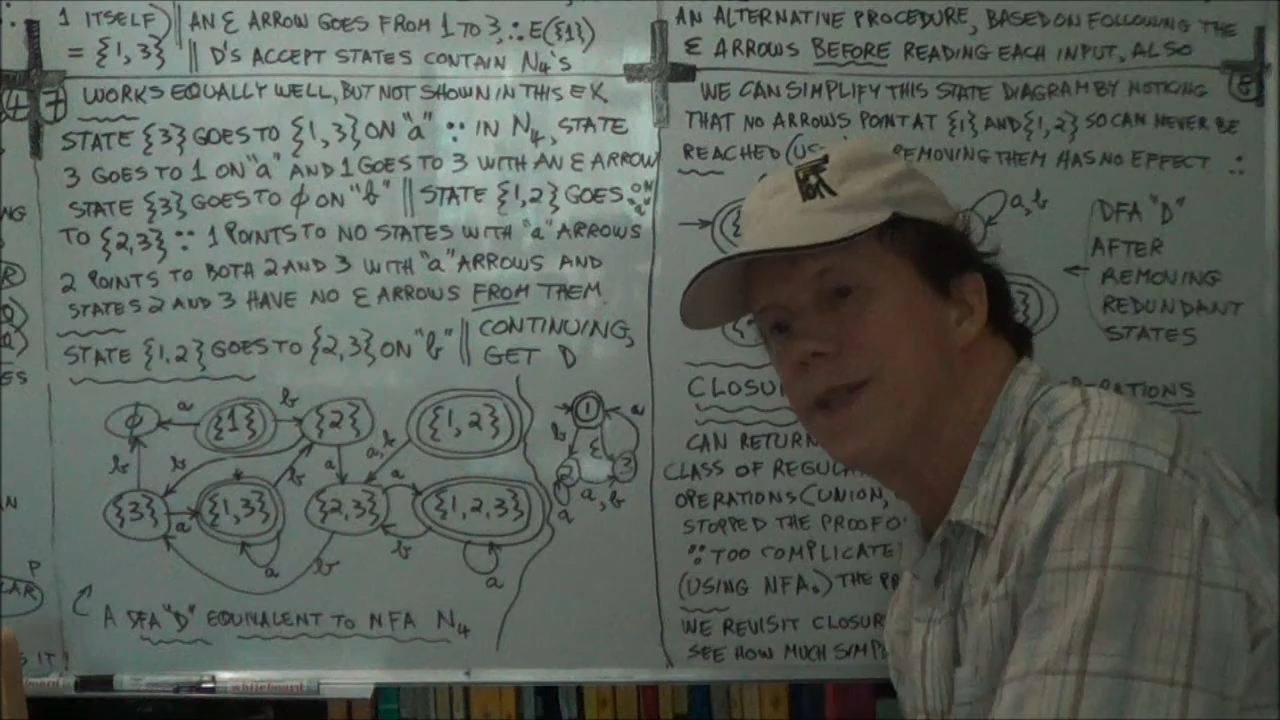 1 ITSELF) || AN ε ARROW GOES FROM 1 TO 3, ∴ E({1})
= {1,3} || D'S ACCEPT STATES CONTAIN N₄'S
47
WORKS EQUALLY WELL, BUT NOT SHOWN IN THIS EX.
STATE {3} GOES TO {1,3} ON "a" ∵ IN N₄, STATE
3 GOES TO 1 ON "a" AND 1 GOES TO 3 WITH AN ε ARROW
STATE {3} GOES TO ϕ ON "b" || STATE {1,2} GOES ON "a"
TO {2,3} ∵ 1 POINTS TO NO STATES WITH "a" ARROWS
2 POINTS TO BOTH 2 AND 3 WITH "a" ARROWS AND
STATES 2 AND 3 HAVE NO ε ARROWS FROM THEM.
STATE {1,2} GOES TO {2,3} ON "b" || CONTINUING,
GET D
ϕ a {1} b {2} {1,2}
b b b a a,b
{3} a {1,3} {2,3} a {1,2,3}
a b b a
1
b ε a
2 3
a a,b
A DFA "D" EQUIVALENT TO NFA N₄
AN ALTERNATIVE PROCEDURE, BASED ON FOLLOWING THE
ε ARROWS BEFORE READING EACH INPUT, ALSO
8
WE CAN SIMPLIFY THIS STATE DIAGRAM BY NOTICING
THAT NO ARROWS POINT AT {1} AND {1,2} SO CAN NEVER BE
REACHED REMOVING THEM HAS NO EFFECT ∴
a,b
DFA "D"
AFTER
REMOVING
REDUNDANT
STATES
CAN RETURN
CLASS OF
OPERATIONS (UNION,
STOPPED THE PROOF
∵ TOO
(USING NFA.) THE
WE REVISIT
SEE HOW MUCH
whiteboard